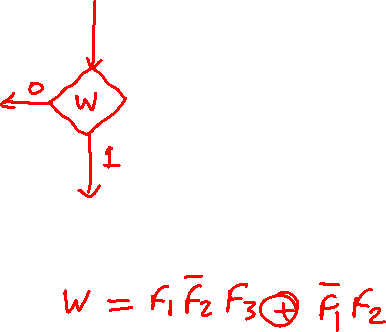 0
W
1
W = F₁ F̅₂ F₃ ⊕ F̅₁ F₂